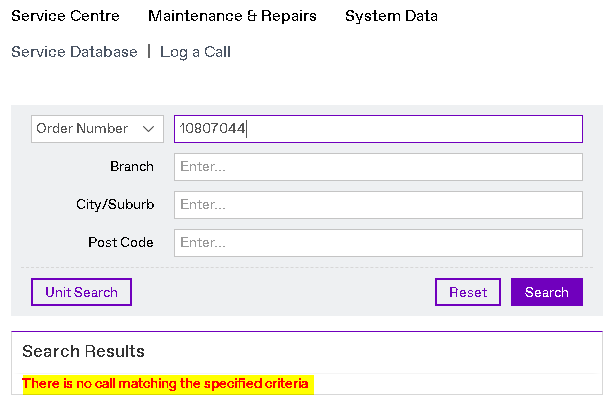 Service Centre Maintenance & Repairs System Data
Service Database | Log a Call
Order Number 10807044
Branch Enter...
City/Suburb Enter...
Post Code Enter...
Unit Search Reset Search
Search Results
There is no call matching the specified criteria